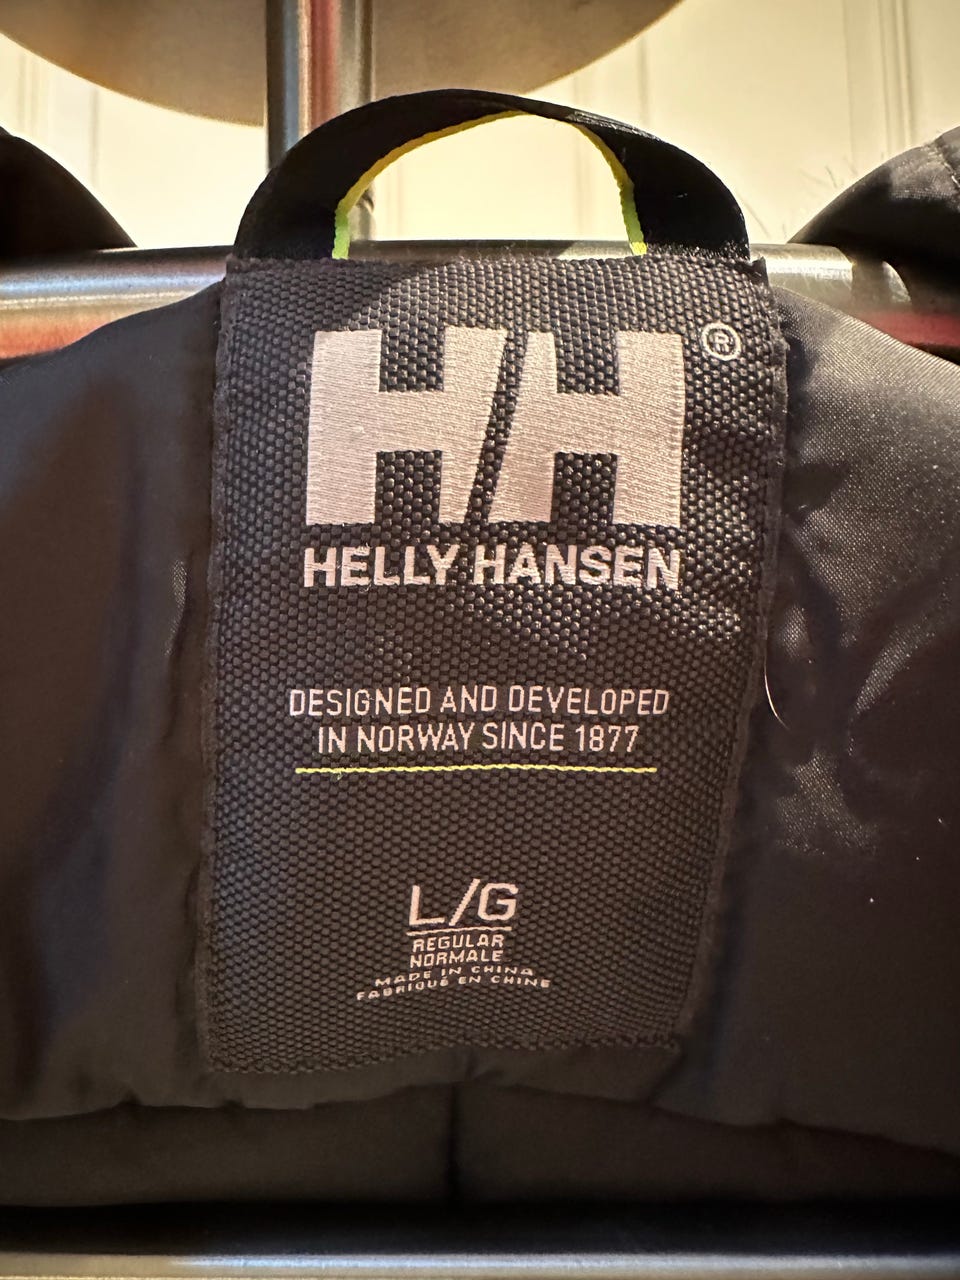 HH®
HELLY HANSEN
DESIGNED AND DEVELOPED
IN NORWAY SINCE 1877
L/G
REGULAR
NORMALE
MADE IN CHINA
FABRIQUÉ EN CHINE